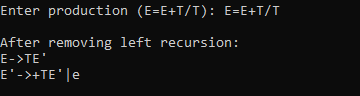 Enter production (E=E+T/T): E=E+T/T
After removing left recursion:
E->TE'
E'->+TE'|e